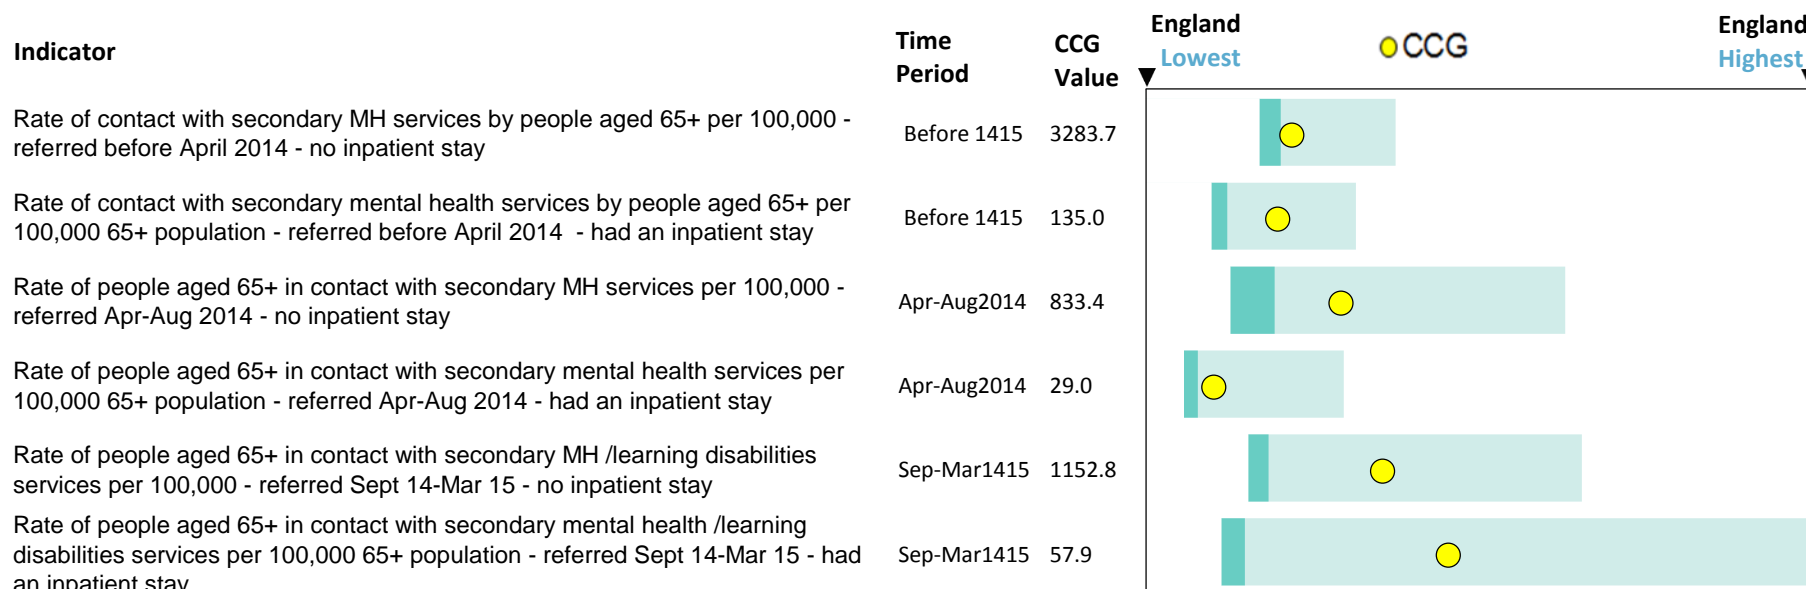 Indicator
Time
Period
CCG
Value
England
Lowest
CCG
England
Highest
Rate of contact with secondary MH services by people aged 65+ per 100,000 -
referred before April 2014 - no inpatient stay
Before 1415 3283.7
Rate of contact with secondary mental health services by people aged 65+ per
100,000 65+ population - referred before April 2014 - had an inpatient stay
Before 1415 135.0
Rate of people aged 65+ in contact with secondary MH services per 100,000 -
referred Apr-Aug 2014 - no inpatient stay
Apr-Aug2014 833.4
Rate of people aged 65+ in contact with secondary mental health services per
100,000 65+ population - referred Apr-Aug 2014 - had an inpatient stay
Apr-Aug2014 29.0
Rate of people aged 65+ in contact with secondary MH /learning disabilities
services per 100,000 - referred Sept 14-Mar 15 - no inpatient stay
Sep-Mar1415 1152.8
Rate of people aged 65+ in contact with secondary mental health /learning
disabilities services per 100,000 65+ population - referred Sept 14-Mar 15 - had
an inpatient stay
Sep-Mar1415 57.9